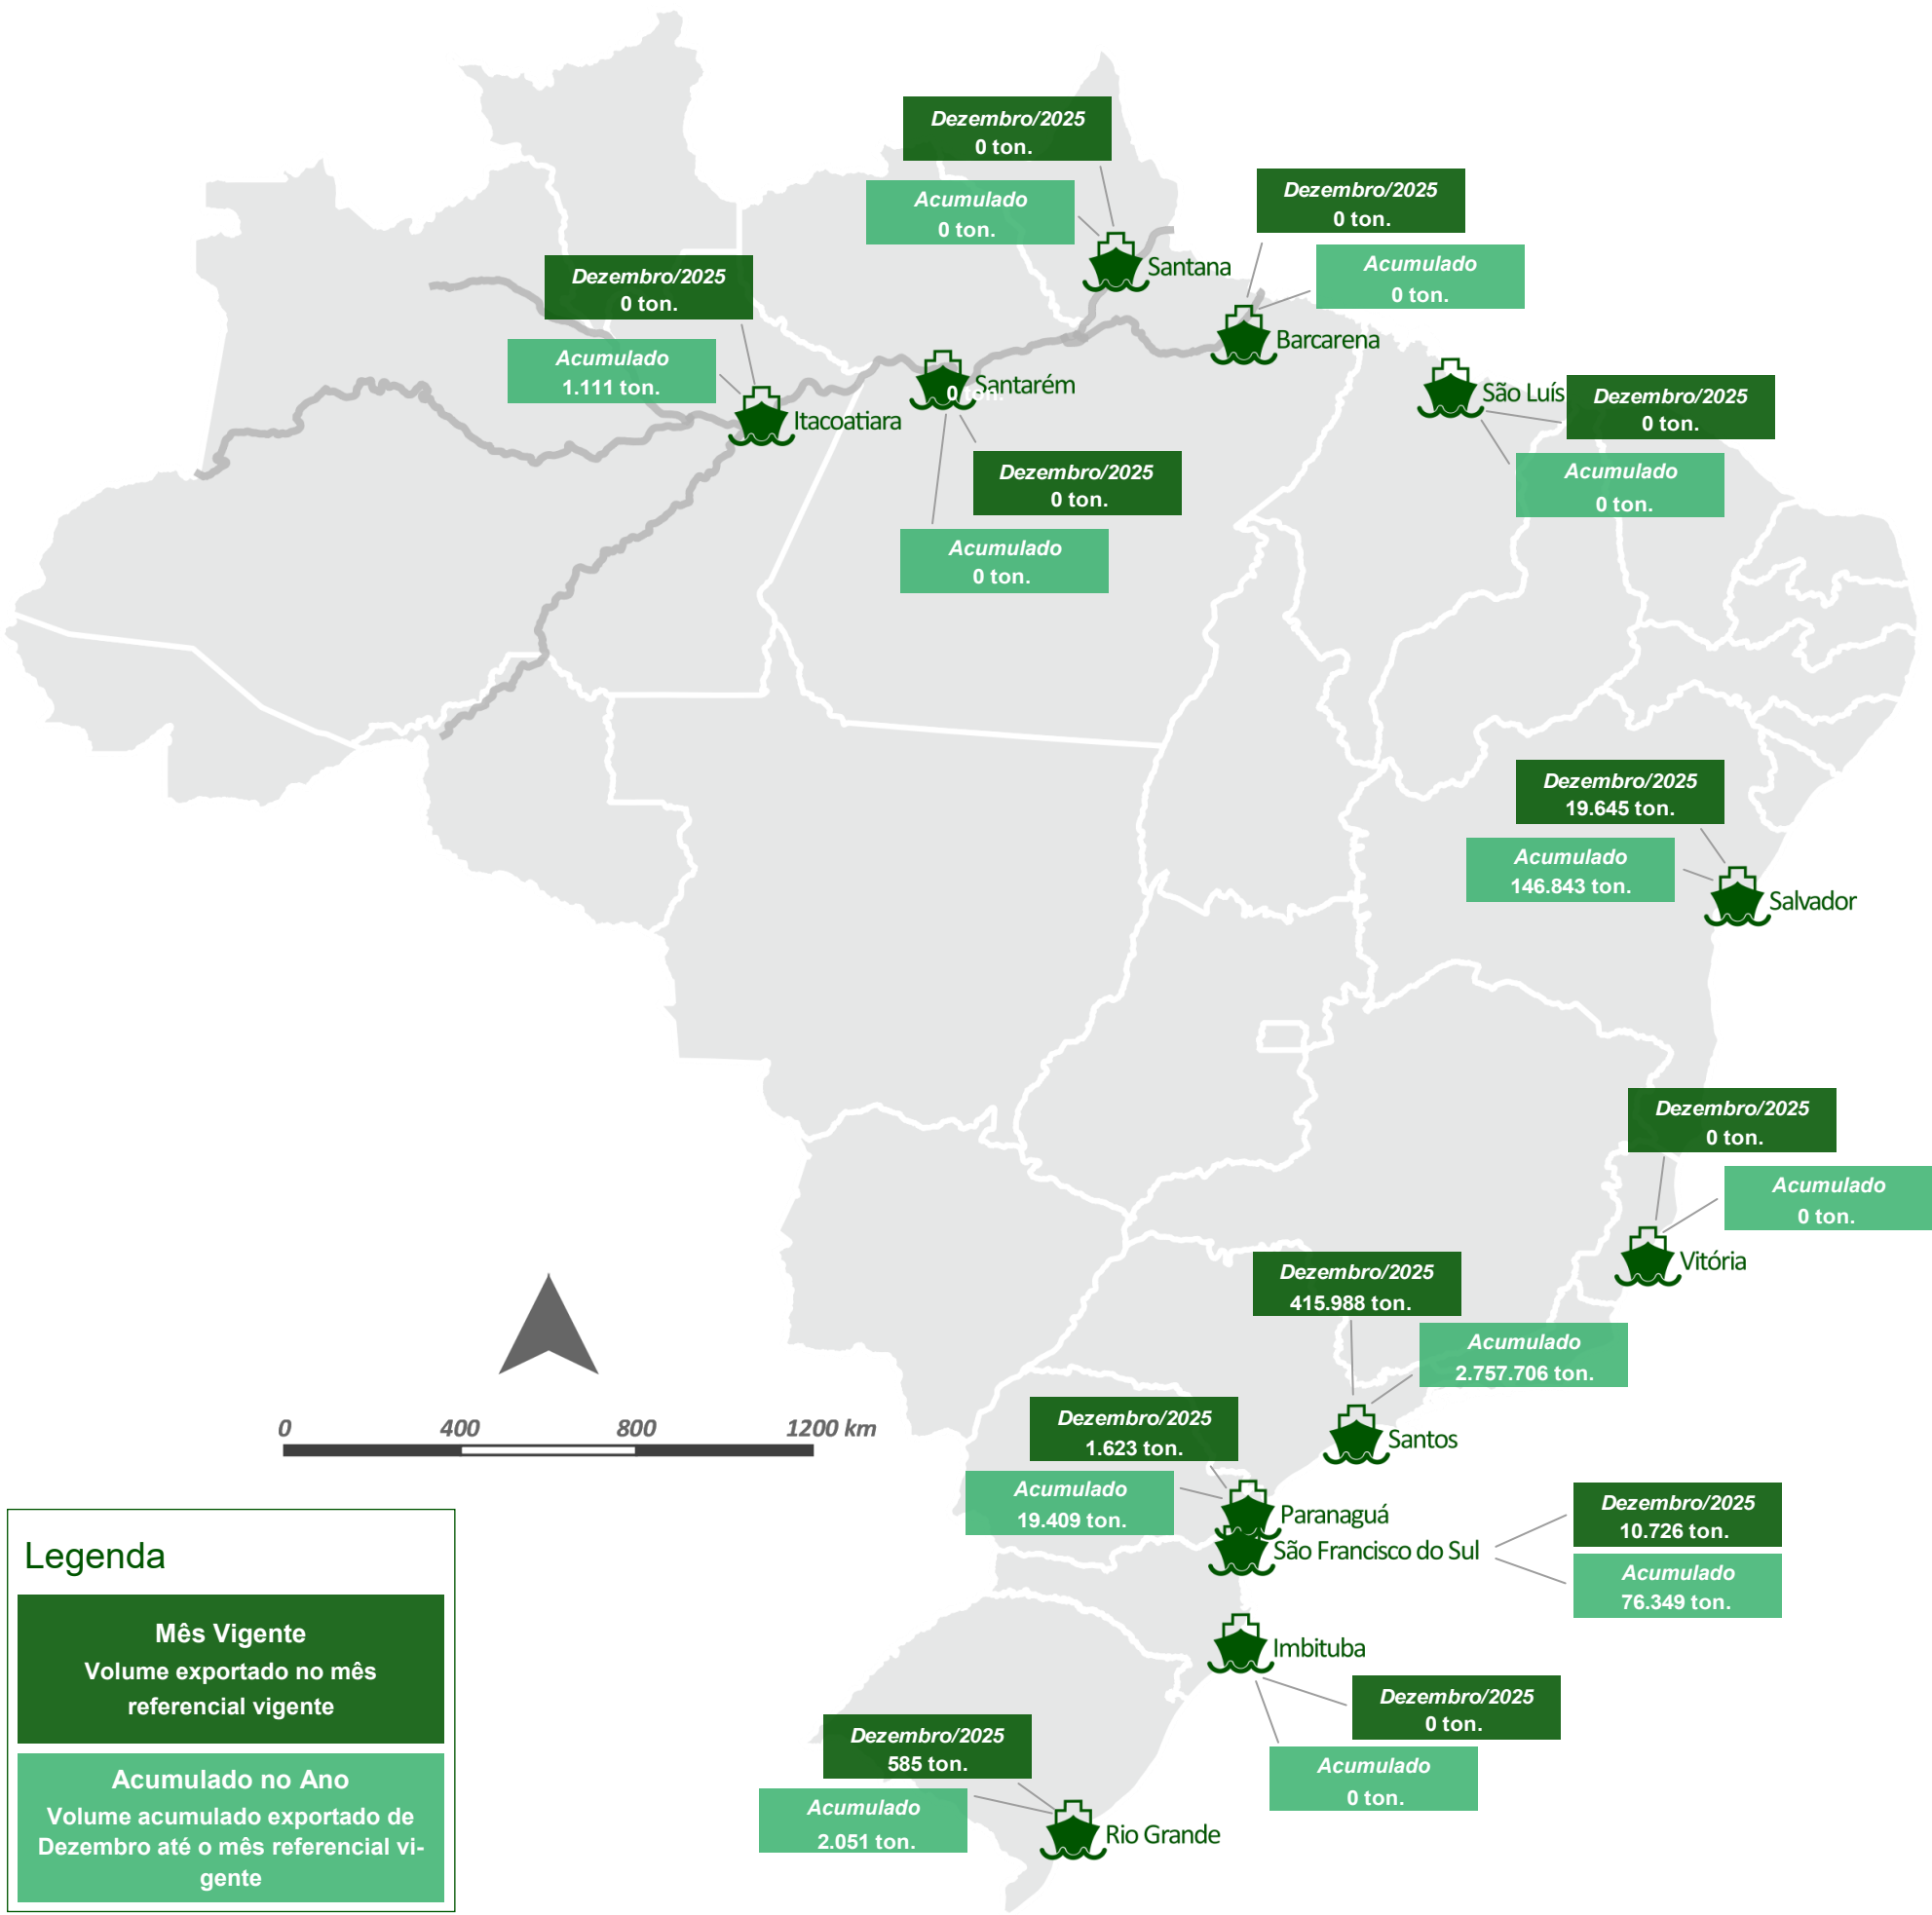 Dezembro/2025
0 ton.
Acumulado
0 ton.
Santana
Dezembro/2025
0 ton.
Acumulado
0 ton.
Barcarena
Dezembro/2025
0 ton.
Acumulado
1.111 ton.
Itacoatiara
Santarém
0 ton.
Dezembro/2025
0 ton.
Acumulado
0 ton.
São Luís
Dezembro/2025
0 ton.
Acumulado
0 ton.
Dezembro/2025
19.645 ton.
Acumulado
146.843 ton.
Salvador
Dezembro/2025
0 ton.
Acumulado
0 ton.
Vitória
Dezembro/2025
415.988 ton.
Acumulado
2.757.706 ton.
Santos
Dezembro/2025
1.623 ton.
Acumulado
19.409 ton.
Paranaguá
São Francisco do Sul
Dezembro/2025
10.726 ton.
Acumulado
76.349 ton.
Imbituba
Dezembro/2025
0 ton.
Acumulado
0 ton.
Dezembro/2025
585 ton.
Acumulado
2.051 ton.
Rio Grande
0 400 800 1200 km
Legenda
Mês Vigente
Volume exportado no mês
referencial vigente
Acumulado no Ano
Volume acumulado exportado de
Dezembro até o mês referencial vi-
gente